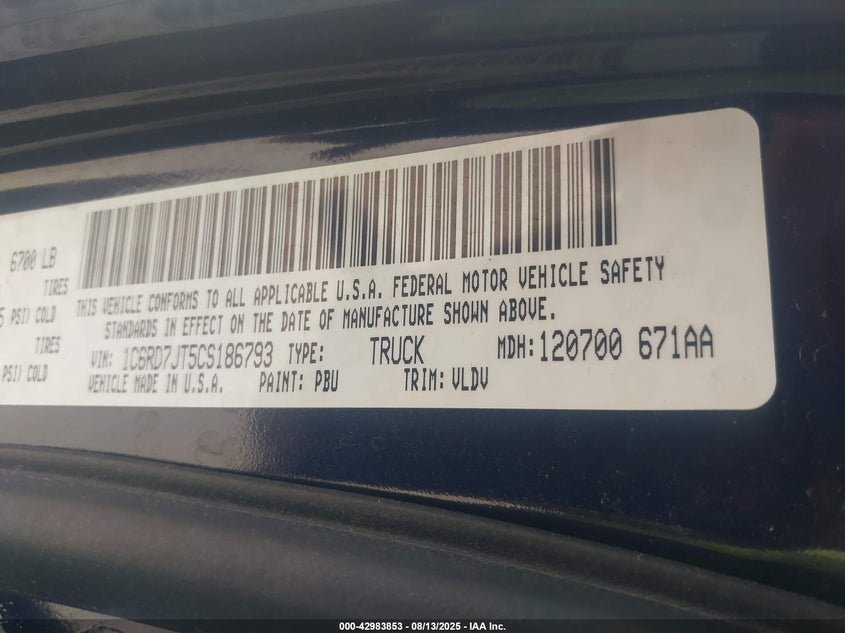 6700 LB
TIRES
5 PSI) COLD
TIRES
PSI) COLD
THIS VEHICLE CONFORMS TO ALL APPLICABLE U.S.A. FEDERAL MOTOR VEHICLE SAFETY
STANDARDS IN EFFECT ON THE DATE OF MANUFACTURE SHOWN ABOVE.
VIN: 1C6RD7JT5CS186793 TYPE: TRUCK MDH: 120700 671AA
VEHICLE MADE IN U.S.A. PAINT: PBU TRIM: VLDV
000-42983853 - 08/13/2025 - IAA Inc.